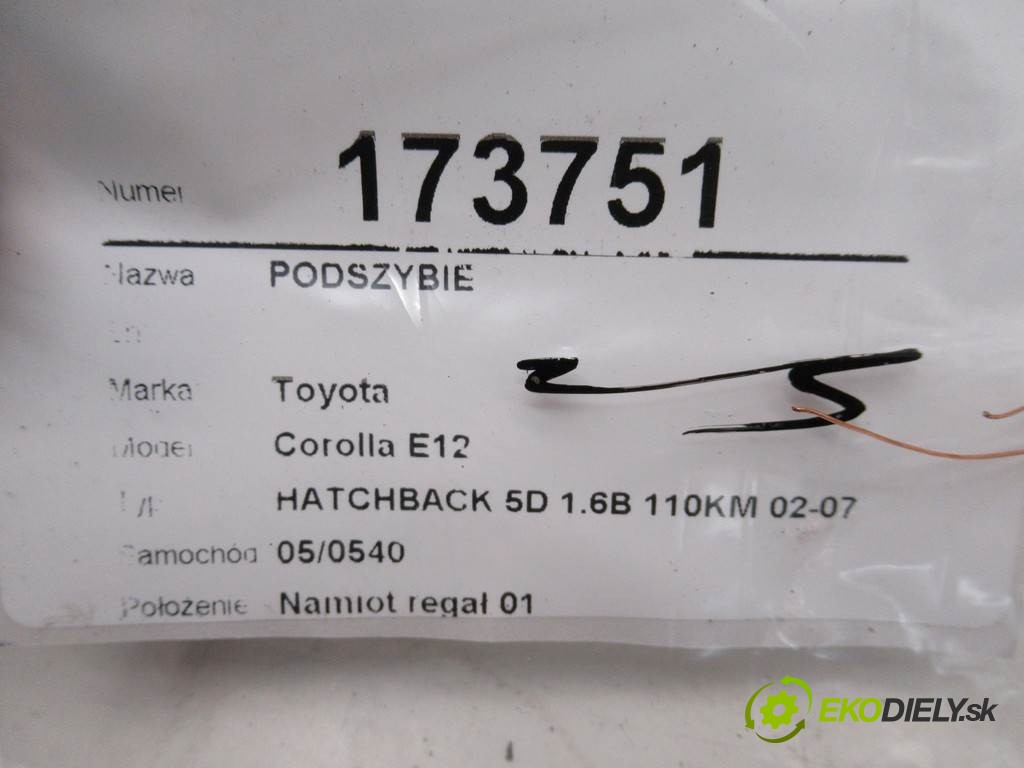 Numer 173751
Nazwa PODSZYBIE
Marka Toyota
Model Corolla E12
HATCHBACK 5D 1.6B 110KM 02-07
Samochód 05/0540
Położenie Namiot regał 01
EKODIELY.sk